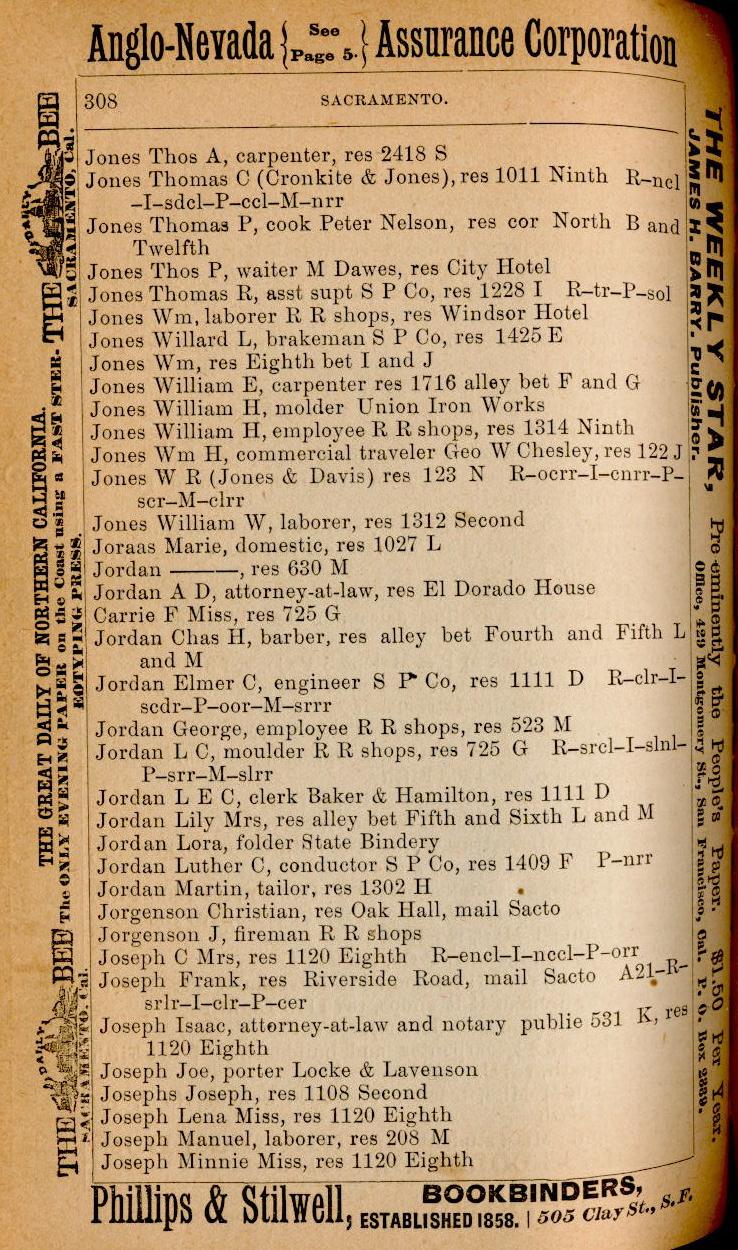 Anglo-Nevada { See Page 5. } Assurance Corporation
308 SACRAMENTO.
Jones Thos A, carpenter, res 2418 S
Jones Thomas C (Cronkite & Jones), res 1011 Ninth R–ncl
–I–sdcl–P–ccl–M–nrr
Jones Thomas P, cook Peter Nelson, res cor North B and
Twelfth
Jones Thos P, waiter M Dawes, res City Hotel
Jones Thomas R, asst supt S P Co, res 1228 I R–tr–P–sol
Jones Wm, laborer R R shops, res Windsor Hotel
Jones Willard L, brakeman S P Co, res 1425 E
Jones Wm, res Eighth bet I and J
Jones William E, carpenter res 1716 alley bet F and G
Jones William H, molder Union Iron Works
Jones William H, employee R R shops, res 1314 Ninth
Jones Wm H, commercial traveler Geo W Chesley, res 122 J
Jones W R (Jones & Davis) res 123 N R–ocrr–I–cnrr–P–
scr–M–clrr
Jones William W, laborer, res 1312 Second
Joraas Marie, domestic, res 1027 L
Jordan ———, res 630 M
Jordan A D, attorney-at-law, res El Dorado House
Carrie F Miss, res 725 G
Jordan Chas H, barber, res alley bet Fourth and Fifth L
and M
Jordan Elmer C, engineer S P Co, res 1111 D R–clr–I–
scdr–P–oor–M–srrr
Jordan George, employee R R shops, res 523 M
Jordan L C, moulder R R shops, res 725 G R–srcl–I–slnl–
P–srr–M–slrr
Jordan L E C, clerk Baker & Hamilton, res 1111 D
Jordan Lily Mrs, res alley bet Fifth and Sixth L and M
Jordan Lora, folder State Bindery
Jordan Luther C, conductor S P Co, res 1409 F P–nrr
Jordan Martin, tailor, res 1302 H
Jorgenson Christian, res Oak Hall, mail Sacto
Jorgenson J, fireman R R shops
Joseph C Mrs, res 1120 Eighth R–encl–I–nccl–P–orr
Joseph Frank, res Riverside Road, mail Sacto A21–R–
srlr–I–clr–P–cer
Joseph Isaac, attorney-at-law and notary publie 531 K, res
1120 Eighth
Joseph Joe, porter Locke & Lavenson
Josephs Joseph, res 1108 Second
Joseph Lena Miss, res 1120 Eighth
Joseph Manuel, laborer, res 208 M
Joseph Minnie Miss, res 1120 Eighth
Phillips & Stilwell, BOOKBINDERS,
ESTABLISHED 1858. | 505 Clay St., S. F.
THE DAILY BEE SACRAMENTO. Cal.
THE GREAT DAILY OF NORTHERN CALIFORNIA.
The ONLY EVENING PAPER on the Coast using a FAST STER-
EOTYPING PRESS.
THE DAILY BEE SACRAMENTO, Cal.
THE WEEKLY STAR, Pre-eminently the People's Paper. $1.50 Per Year.
JAMES H. BARRY, Publisher. Office, 429 Montgomery St., San Francisco, Cal. P. O. Box 2839.